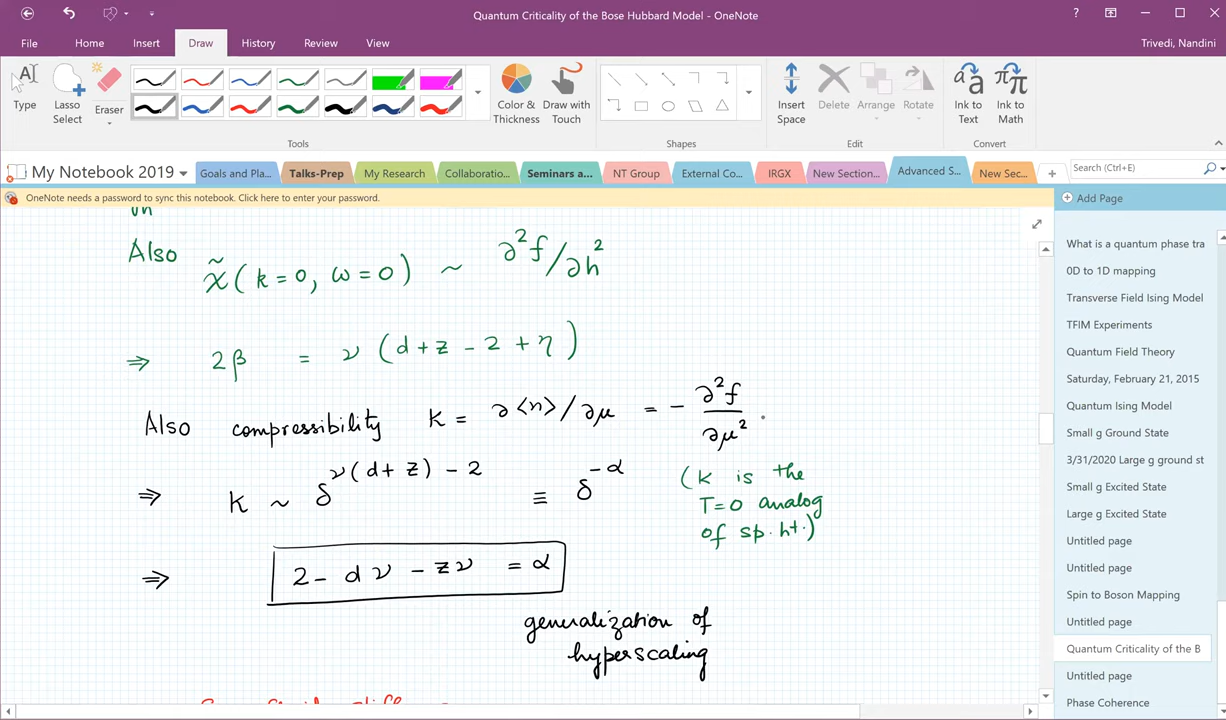 Quantum Criticality of the Bose Hubbard Model - OneNote
?
File Home Insert Draw History Review View
Trivedi, Nandini
Type
Lasso Select
Eraser
Color & Thickness
Draw with Touch
Insert Space
Delete
Arrange
Rotate
Ink to Text
Ink to Math
Tools
Shapes
Edit
Convert
My Notebook 2019
Goals and Pla... Talks-Prep My Research Collaboratio... Seminars a... NT Group External Co... IRGX New Section... Advanced S... New Sec...
Search (Ctrl+E)
OneNote needs a password to sync this notebook. Click here to enter your password.
Also χ̃(k=0, ω=0) ~ ∂²f/∂h²
⇒ 2β = ν(d+z-2+η)
Also compressibility K = ∂<n>/∂μ = - ∂²f/∂μ²
⇒ K ~ δ^{ν(d+z)-2} ≡ δ^{-α}
(K is the
T=0 analog
of sp.ht.)
⇒ 2-dν-zν = α
generalization of
hyperscaling
Add Page
What is a quantum phase tra
0D to 1D mapping
Transverse Field Ising Model
TFIM Experiments
Quantum Field Theory
Saturday, February 21, 2015
Quantum Ising Model
Small g Ground State
3/31/2020 Large g ground st
Small g Excited State
Large g Excited State
Untitled page
Untitled page
Spin to Boson Mapping
Untitled page
Quantum Criticality of the B
Untitled page
Phase Coherence